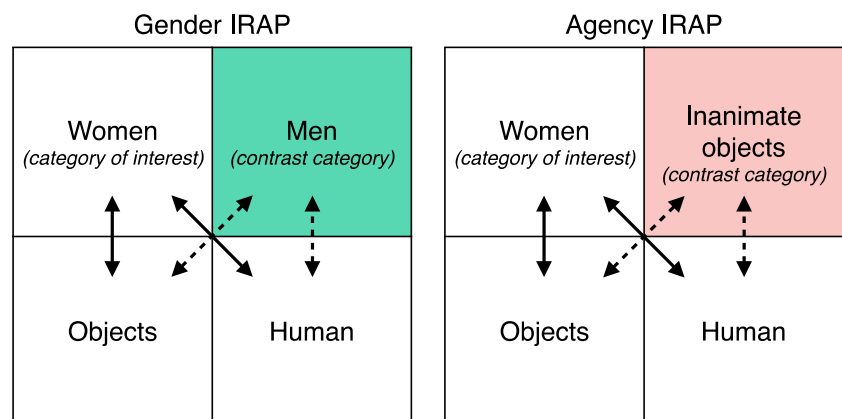 Gender IRAP
Women
(category of interest)
Men
(contrast category)
Objects
Human
Agency IRAP
Women
(category of interest)
Inanimate
objects
(contrast category)
Objects
Human